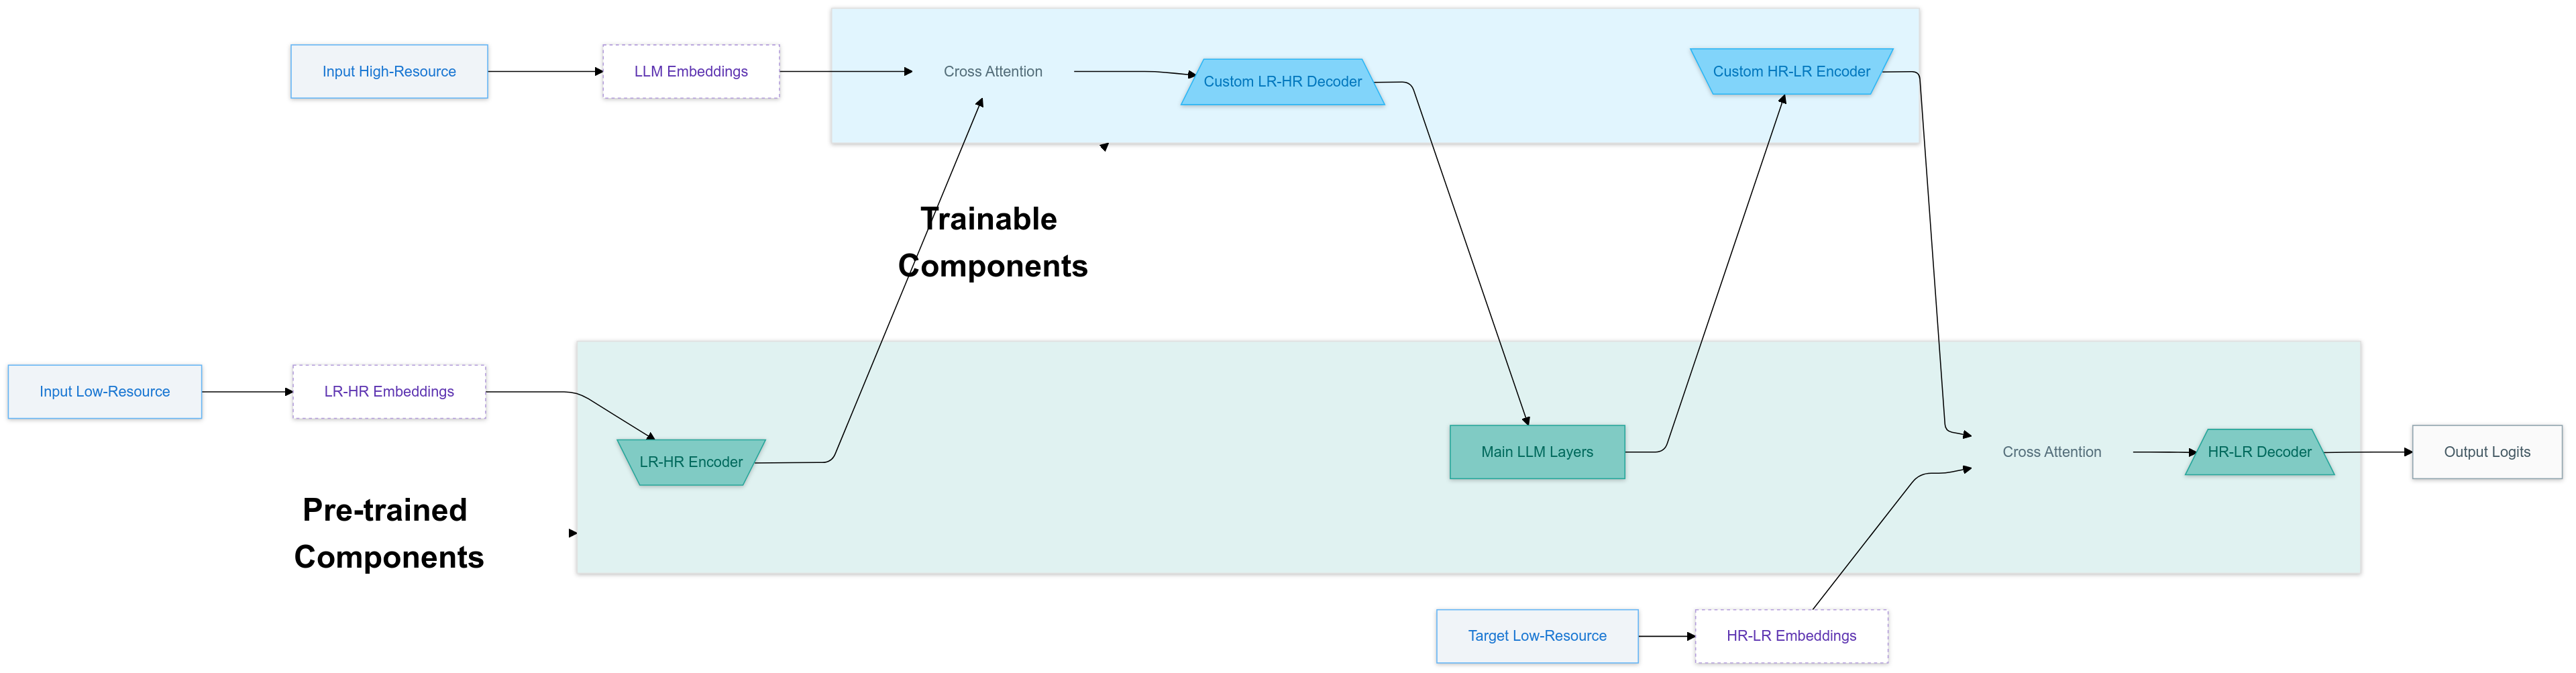 Input High-Resource
LLM Embeddings
Cross Attention
Custom LR-HR Decoder
Custom HR-LR Encoder
Trainable
Components
Input Low-Resource
LR-HR Embeddings
LR-HR Encoder
Main LLM Layers
Cross Attention
HR-LR Decoder
Output Logits
Pre-trained
Components
Target Low-Resource
HR-LR Embeddings